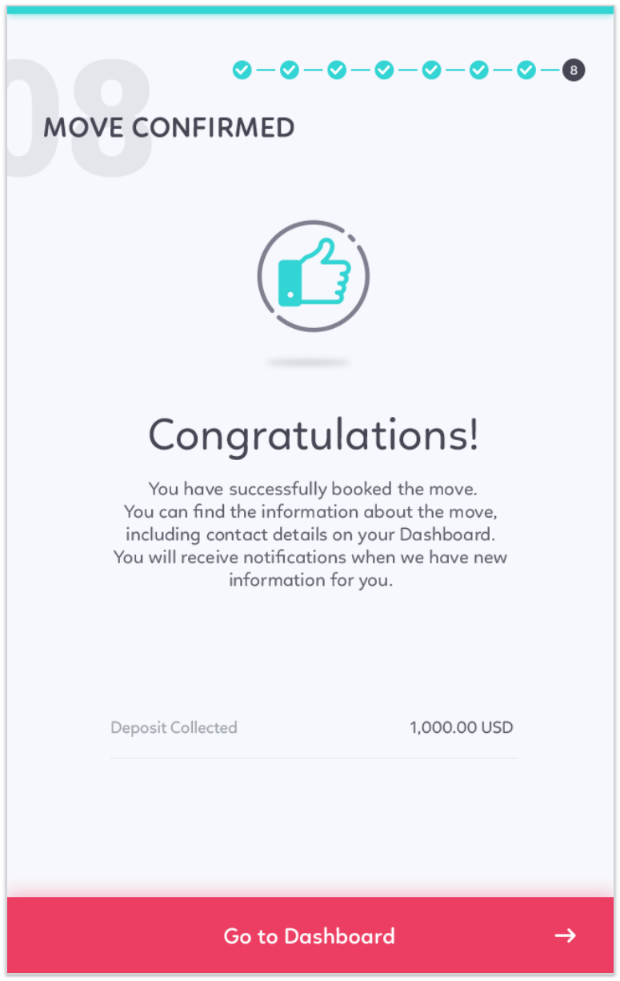 8
08
MOVE CONFIRMED
Congratulations!
You have successfully booked the move.
You can find the information about the move,
including contact details on your Dashboard.
You will receive notifications when we have new
information for you.
Deposit Collected 1,000.00 USD
Go to Dashboard